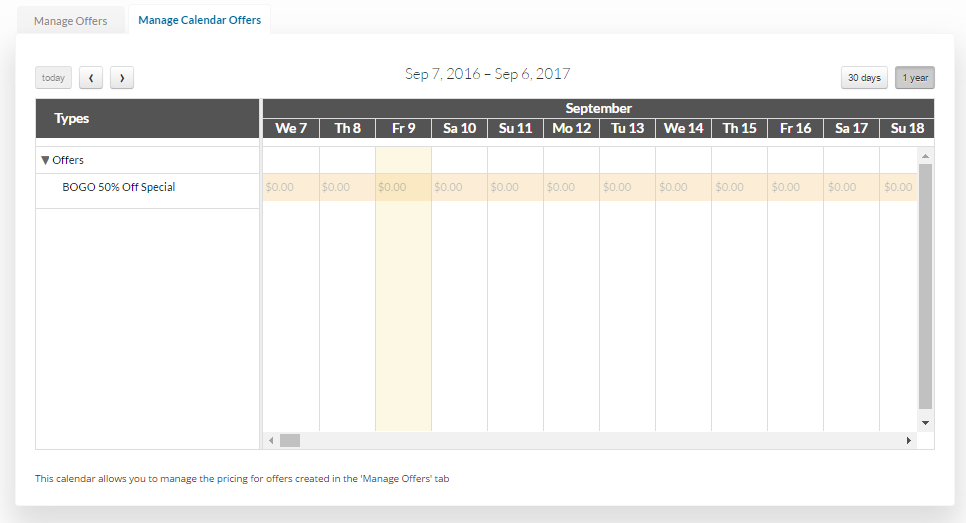 Manage Offers
Manage Calendar Offers
today ‹ › Sep 7, 2016 – Sep 6, 2017 30 days 1 year
Types
September
We 7 Th 8 Fr 9 Sa 10 Su 11 Mo 12 Tu 13 We 14 Th 15 Fr 16 Sa 17 Su 18
Offers
BOGO 50% Off Special $0.00 $0.00 $0.00 $0.00 $0.00 $0.00 $0.00 $0.00 $0.00 $0.00 $0.00 $0.00
This calendar allows you to manage the pricing for offers created in the 'Manage Offers' tab